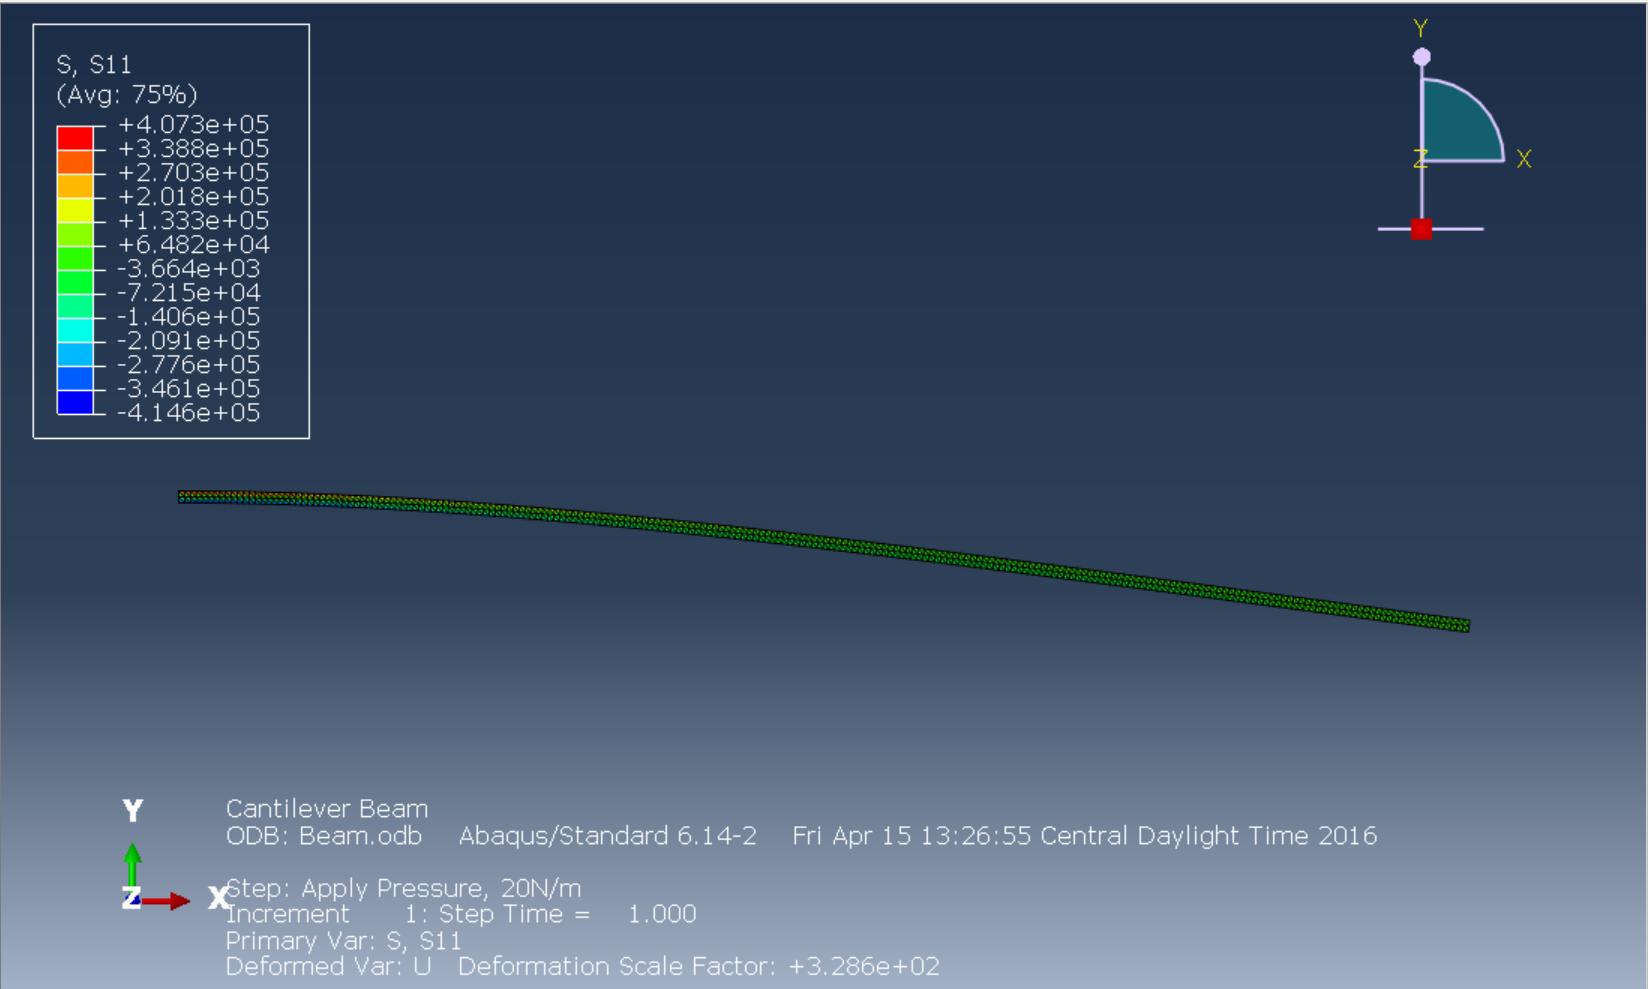 S, S11
(Avg: 75%)
+4.073e+05
+3.388e+05
+2.703e+05
+2.018e+05
+1.333e+05
+6.482e+04
-3.664e+03
-7.215e+04
-1.406e+05
-2.091e+05
-2.776e+05
-3.461e+05
-4.146e+05
Y
Z X
Y
Z X
Cantilever Beam
ODB: Beam.odb Abaqus/Standard 6.14-2 Fri Apr 15 13:26:55 Central Daylight Time 2016
Step: Apply Pressure, 20N/m
Increment 1: Step Time = 1.000
Primary Var: S, S11
Deformed Var: U Deformation Scale Factor: +3.286e+02